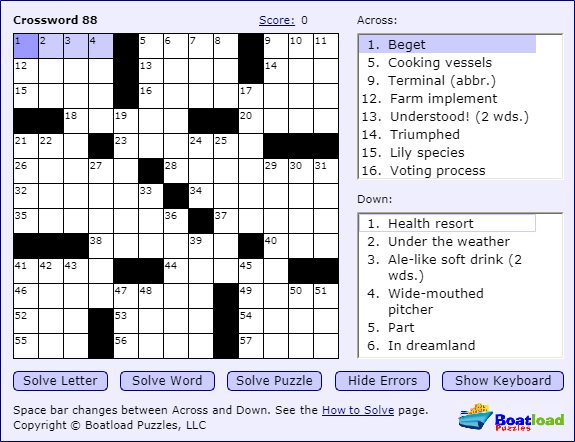 Crossword 88 Score: 0 Across:
1 2 3 4 5 6 7 8 9 10 11
12 13 14
15 16 17
18 19 20
21 22 23 24 25
26 27 28 29 30 31
32 33 34
35 36 37
38 39 40
41 42 43 44 45
46 47 48 49 50 51
52 53 54
55 56 57
1. Beget
5. Cooking vessels
9. Terminal (abbr.)
12. Farm implement
13. Understood! (2 wds.)
14. Triumphed
15. Lily species
16. Voting process
Down:
1. Health resort
2. Under the weather
3. Ale-like soft drink (2
wds.)
4. Wide-mouthed
pitcher
5. Part
6. In dreamland
Solve Letter Solve Word Solve Puzzle Hide Errors Show Keyboard
Space bar changes between Across and Down. See the How to Solve page.
Copyright © Boatload Puzzles, LLC
Boatload
Puzzles